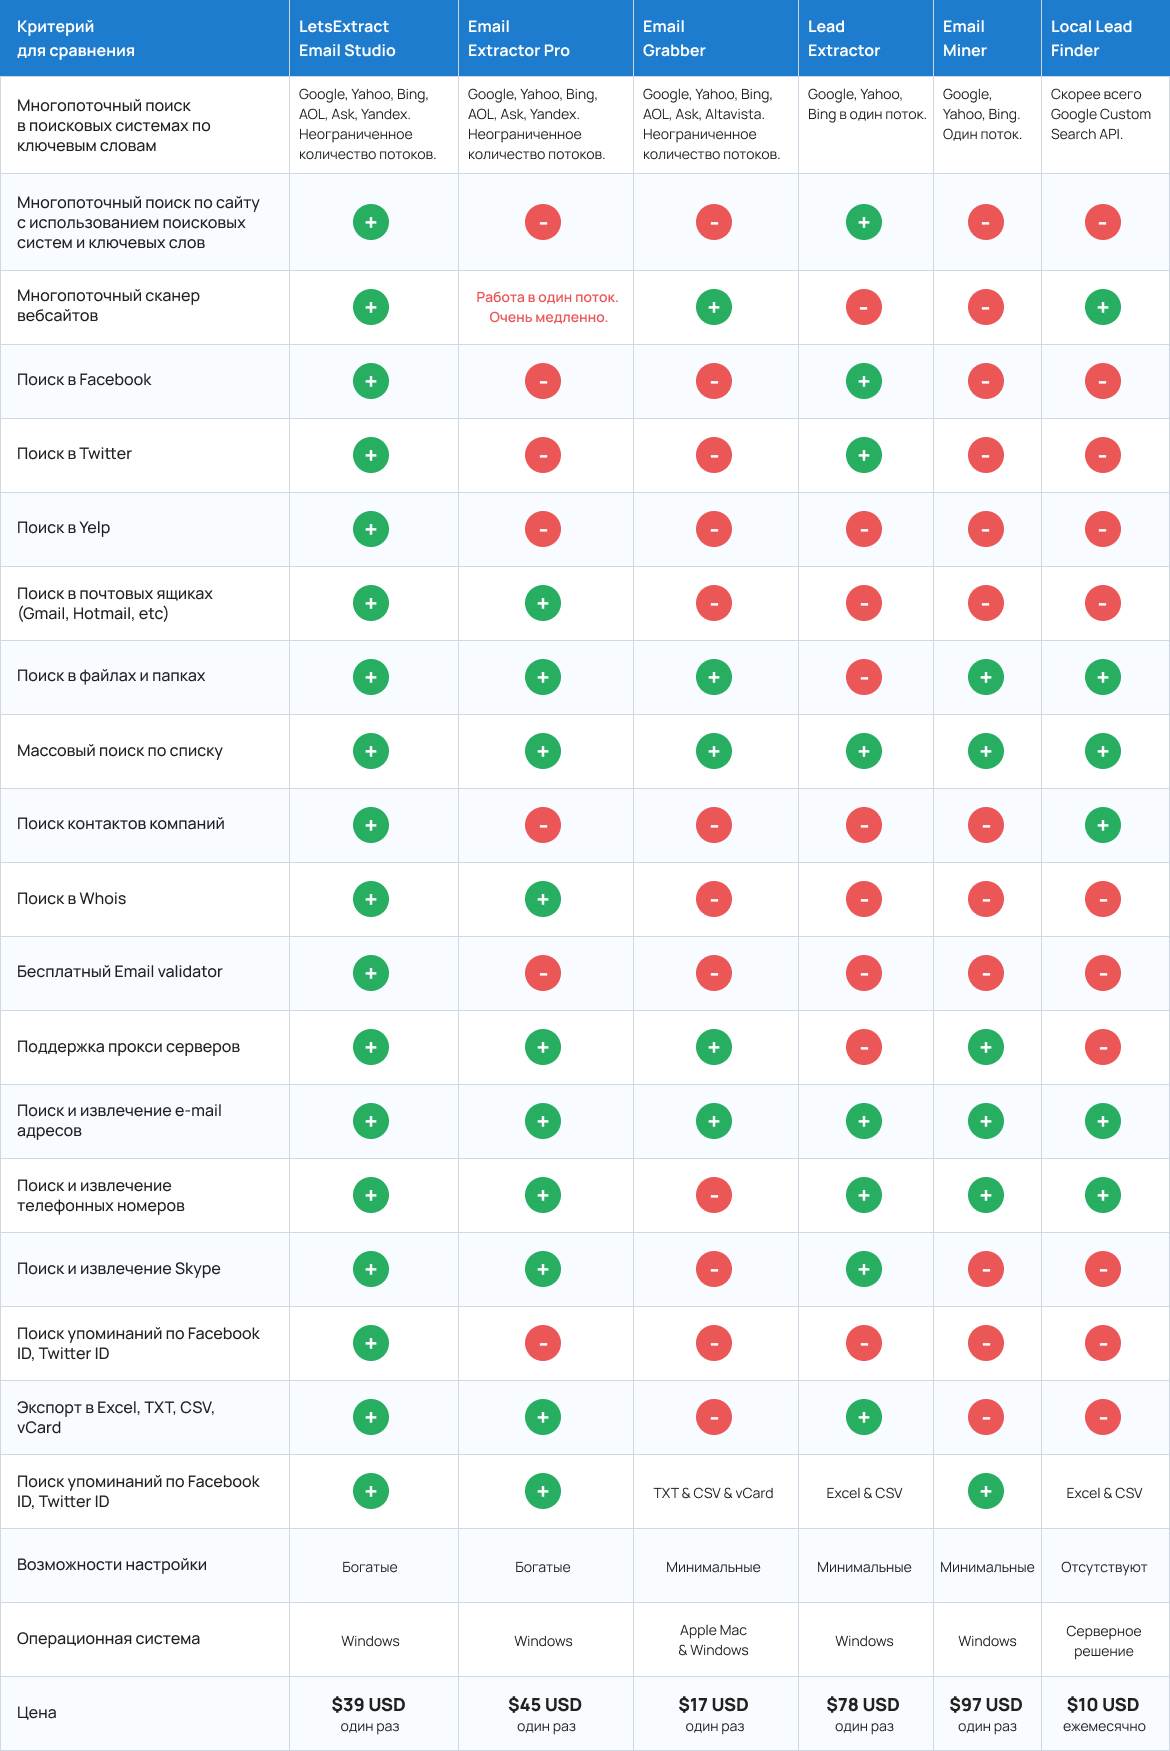 Критерий
для сравнения
LetsExtract
Email Studio
Email
Extractor Pro
Email
Grabber
Lead
Extractor
Email
Miner
Local Lead
Finder
Многопоточный поиск
в поисковых системах по
ключевым словам
Google, Yahoo, Bing,
AOL, Ask, Yandex.
Неограниченное
количество потоков.
Google, Yahoo, Bing,
AOL, Ask, Yandex.
Неограниченное
количество потоков.
Google, Yahoo, Bing,
AOL, Ask, Altavista.
Неограниченное
количество потоков.
Google, Yahoo,
Bing в один поток.
Google,
Yahoo, Bing.
Один поток.
Скорее всего
Google Custom
Search API.
Многопоточный поиск по сайту
с использованием поисковых
систем и ключевых слов
+ - - + - -
Многопоточный сканер
вебсайтов
+
Работа в один поток.
Очень медленно.
+ - - +
Поиск в Facebook
+ - - + - -
Поиск в Twitter
+ - - + - -
Поиск в Yelp
+ - - - - -
Поиск в почтовых ящиках
(Gmail, Hotmail, etc)
+ + - - - -
Поиск в файлах и папках
+ + + - + +
Массовый поиск по списку
+ + + + + +
Поиск контактов компаний
+ - - - - +
Поиск в Whois
+ + - - - -
Бесплатный Email validator
+ - - - - -
Поддержка прокси серверов
+ + + - + -
Поиск и извлечение e-mail
адресов
+ + + + + +
Поиск и извлечение
телефонных номеров
+ + - + + +
Поиск и извлечение Skype
+ + - + - -
Поиск упоминаний по Facebook
ID, Twitter ID
+ - - - - -
Экспорт в Excel, TXT, CSV,
vCard
+ + - + - -
Поиск упоминаний по Facebook
ID, Twitter ID
+ + TXT & CSV & vCard Excel & CSV + Excel & CSV
Возможности настройки
Богатые Богатые Минимальные Минимальные Минимальные Отсутствуют
Операционная система
Windows
Windows
Apple Mac
& Windows
Windows
Windows
Серверное
решение
Цена
$39 USD
один раз
$45 USD
один раз
$17 USD
один раз
$78 USD
один раз
$97 USD
один раз
$10 USD
ежемесячно